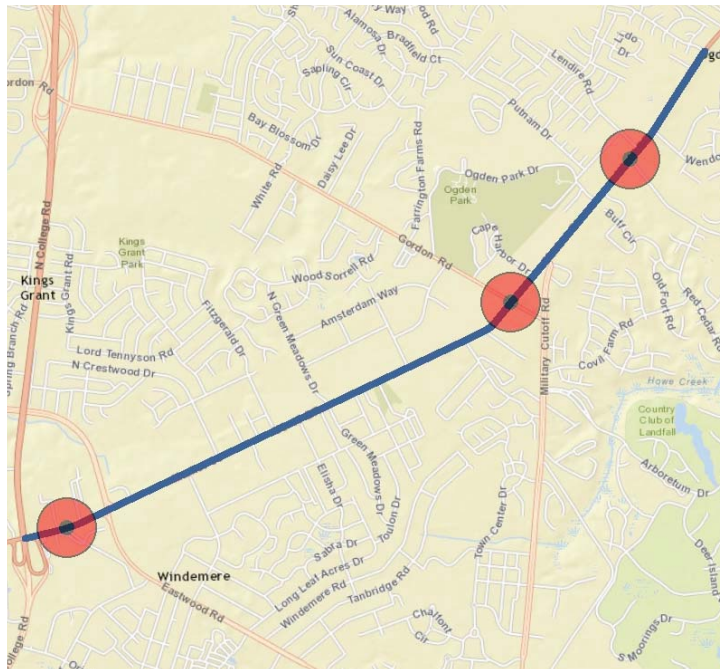 Alamosa Dr
Bradfield Ct
Sun Coast Dr
Sapling Cir
Lendire Rd
Putnam Dr
Gordon Rd
Bay Blossom Dr
Daisy Lee Dr
White Rd
Farrington Farms Rd
Ogden Park Dr
Ogden
Park
Cape Harbor Dr
Gordon Rd
Buff Cir
N College Rd
Kings
Grant
Park
Kings
Grant
Kings Grant Rd
Spring Branch Rd
Wood Sorrell Rd
Amsterdam Way
N Green Meadows Dr
Fitzgerald Dr
Lord Tennyson Rd
N Crestwood Dr
Military Cutoff Rd
Old Fort Rd
Red Cedar Rd
Covil Farm Rd
Howe Creek
Country
Club of
Landfall
Arboretum Dr
Green Meadows Dr
Elisha Dr
Toulon Dr
Sabra Dr
Long Leaf Acres Dr
Windemere Rd
Tanbridge Rd
Town Center Dr
Windemere
Eastwood Rd
Chalfont
Cir
Deer Island
S Moorings Dr
College Rd